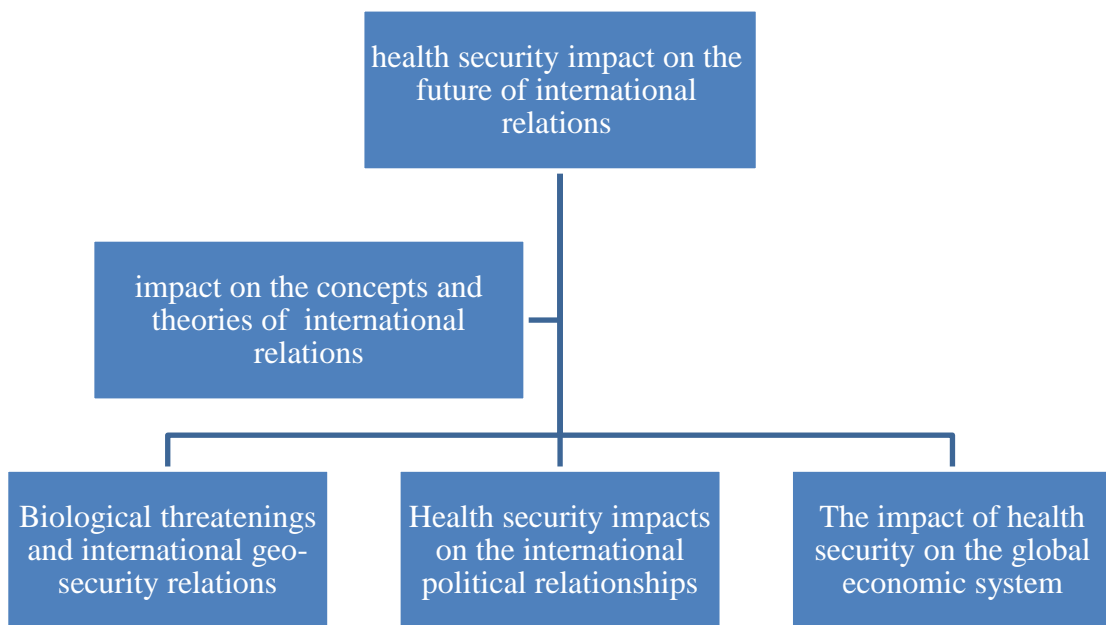 health security impact on the
future of international
relations
impact on the concepts and
theories of international
relations
Biological threatenings
and international geo-
security relations
Health security impacts
on the international
political relationships
The impact of health
security on the global
economic system